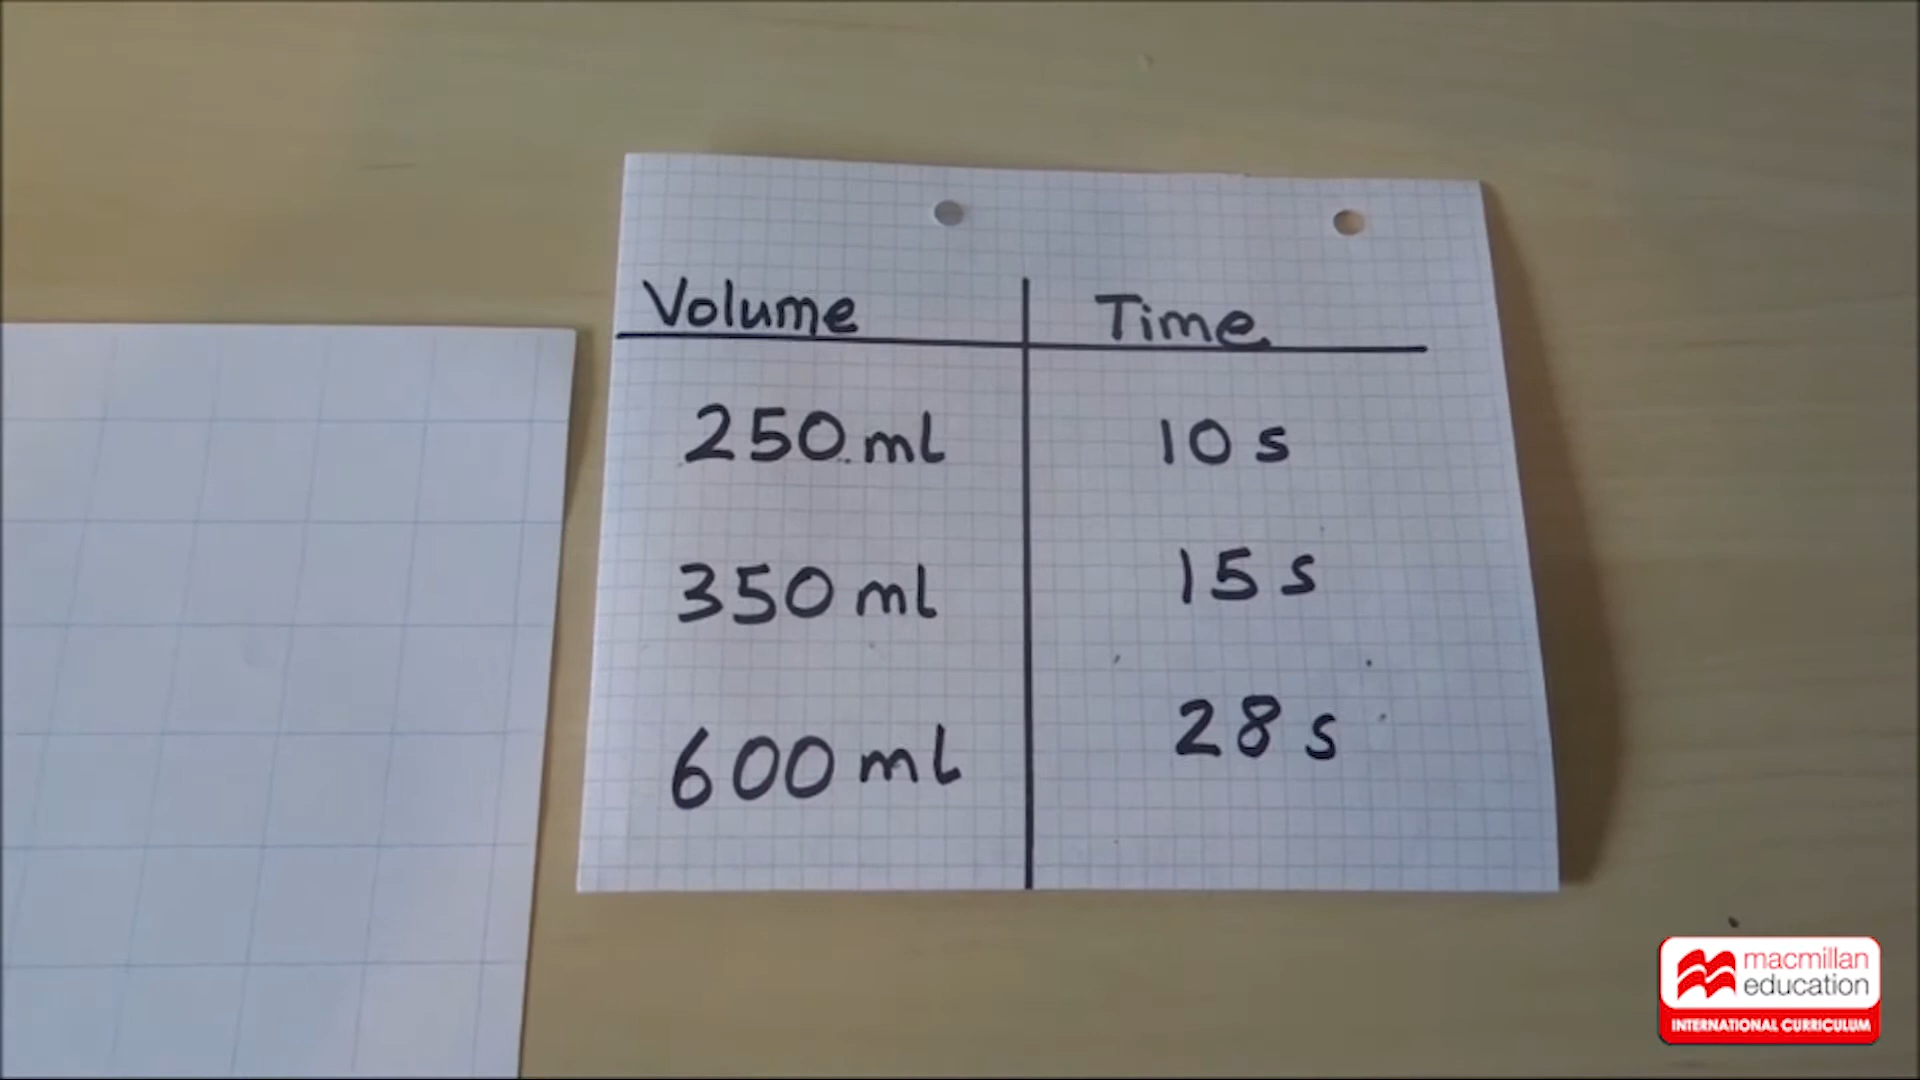 Volume Time
250 ml 10 s
350 ml 15 s
600 ml 28 s
macmillan
education
INTERNATIONAL CURRICULUM